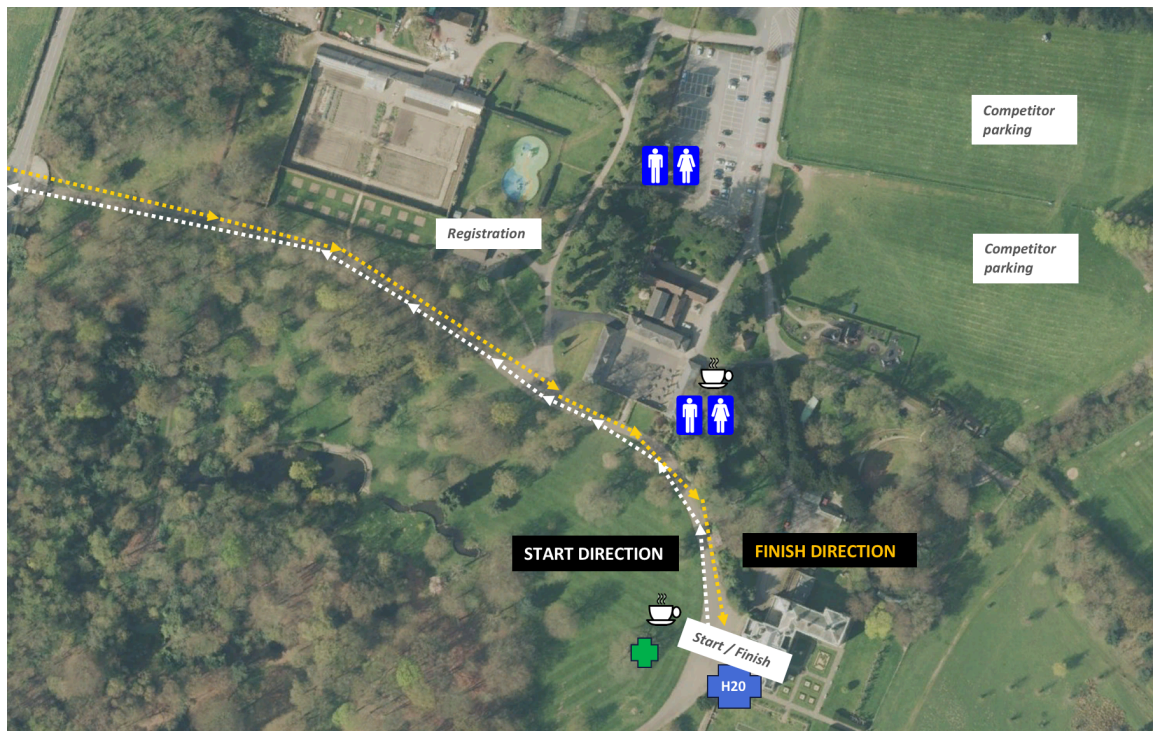 Competitor
parking
Registration
Competitor
parking
START DIRECTION
FINISH DIRECTION
Start / Finish
H20